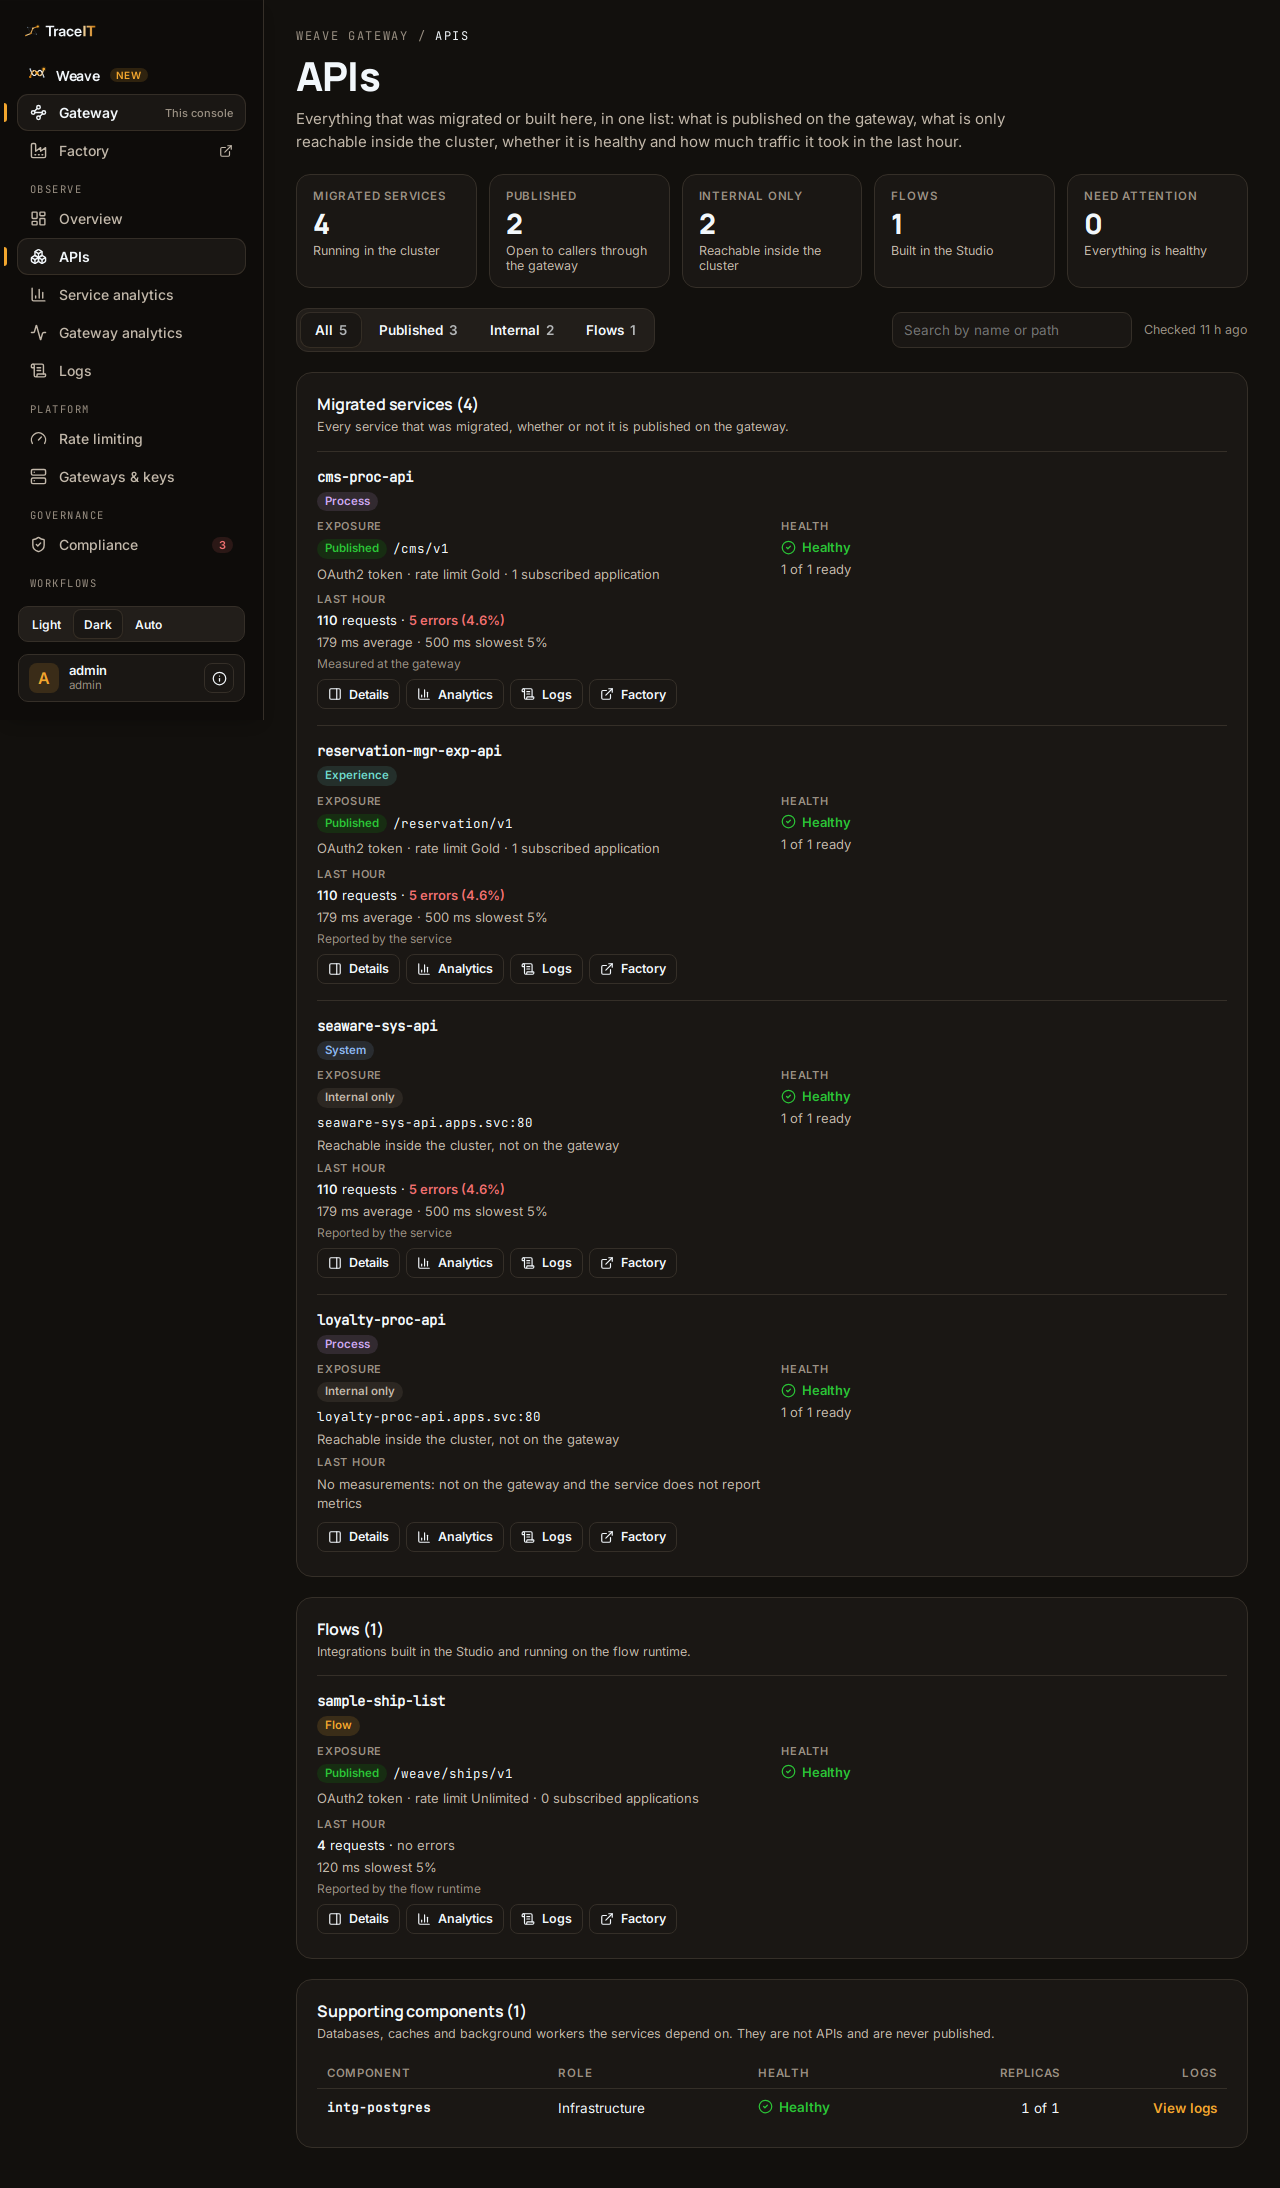 TraceIT
Weave NEW
Gateway This console
Factory
OBSERVE
Overview
APIs
Service analytics
Gateway analytics
Logs
PLATFORM
Rate limiting
Gateways & keys
GOVERNANCE
Compliance 3
WORKFLOWS
Light Dark Auto
A admin
admin
WEAVE GATEWAY / APIS
APIs
Everything that was migrated or built here, in one list: what is published on the gateway, what is only
reachable inside the cluster, whether it is healthy and how much traffic it took in the last hour.
MIGRATED SERVICES
4
Running in the cluster
PUBLISHED
2
Open to callers through
the gateway
INTERNAL ONLY
2
Reachable inside the
cluster
FLOWS
1
Built in the Studio
NEED ATTENTION
0
Everything is healthy
All 5 Published 3 Internal 2 Flows 1
Search by name or path
Checked 11 h ago
Migrated services (4)
Every service that was migrated, whether or not it is published on the gateway.
cms-proc-api
Process
EXPOSURE
Published /cms/v1
OAuth2 token · rate limit Gold · 1 subscribed application
HEALTH
Healthy
1 of 1 ready
LAST HOUR
110 requests · 5 errors (4.6%)
179 ms average · 500 ms slowest 5%
Measured at the gateway
Details Analytics Logs Factory
reservation-mgr-exp-api
Experience
EXPOSURE
Published /reservation/v1
OAuth2 token · rate limit Gold · 1 subscribed application
HEALTH
Healthy
1 of 1 ready
LAST HOUR
110 requests · 5 errors (4.6%)
179 ms average · 500 ms slowest 5%
Reported by the service
Details Analytics Logs Factory
seaware-sys-api
System
EXPOSURE
Internal only
seaware-sys-api.apps.svc:80
Reachable inside the cluster, not on the gateway
HEALTH
Healthy
1 of 1 ready
LAST HOUR
110 requests · 5 errors (4.6%)
179 ms average · 500 ms slowest 5%
Reported by the service
Details Analytics Logs Factory
loyalty-proc-api
Process
EXPOSURE
Internal only
loyalty-proc-api.apps.svc:80
Reachable inside the cluster, not on the gateway
HEALTH
Healthy
1 of 1 ready
LAST HOUR
No measurements: not on the gateway and the service does not report
metrics
Details Analytics Logs Factory
Flows (1)
Integrations built in the Studio and running on the flow runtime.
sample-ship-list
Flow
EXPOSURE
Published /weave/ships/v1
OAuth2 token · rate limit Unlimited · 0 subscribed applications
HEALTH
Healthy
LAST HOUR
4 requests · no errors
120 ms slowest 5%
Reported by the flow runtime
Details Analytics Logs Factory
Supporting components (1)
Databases, caches and background workers the services depend on. They are not APIs and are never published.
COMPONENT ROLE HEALTH REPLICAS LOGS
intg-postgres Infrastructure Healthy 1 of 1 View logs